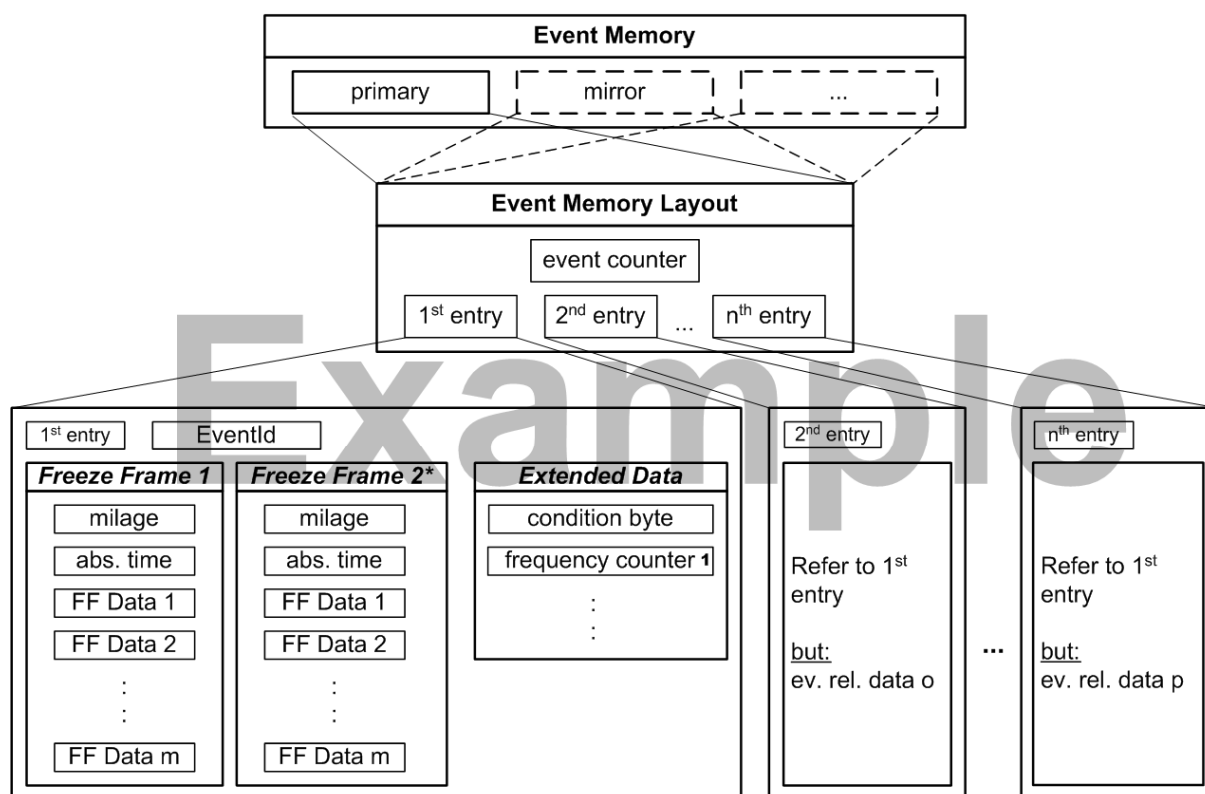 Event Memory
primary
mirror
...
Event Memory Layout
event counter
1st entry
2nd entry
...
nth entry
Example
1st entry
EventId
Freeze Frame 1
milage
abs. time
FF Data 1
FF Data 2
FF Data m
Freeze Frame 2*
milage
abs. time
FF Data 1
FF Data 2
FF Data m
Extended Data
condition byte
frequency counter 1
2nd entry
Refer to 1st
entry
but:
ev. rel. data o
...
nth entry
Refer to 1st
entry
but:
ev. rel. data p